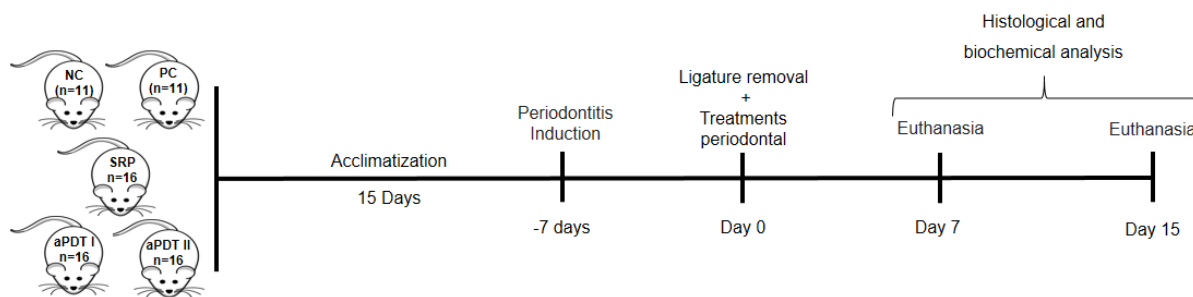 NC
(n=11)
PC
(n=11)
SRP
n=16
aPDT I
n=16
aPDT II
n=16
Acclimatization
15 Days
Periodontitis
Induction
-7 days
Ligature removal
+
Treatments
periodontal
Day 0
Histological and
biochemical analysis
Euthanasia
Day 7
Euthanasia
Day 15